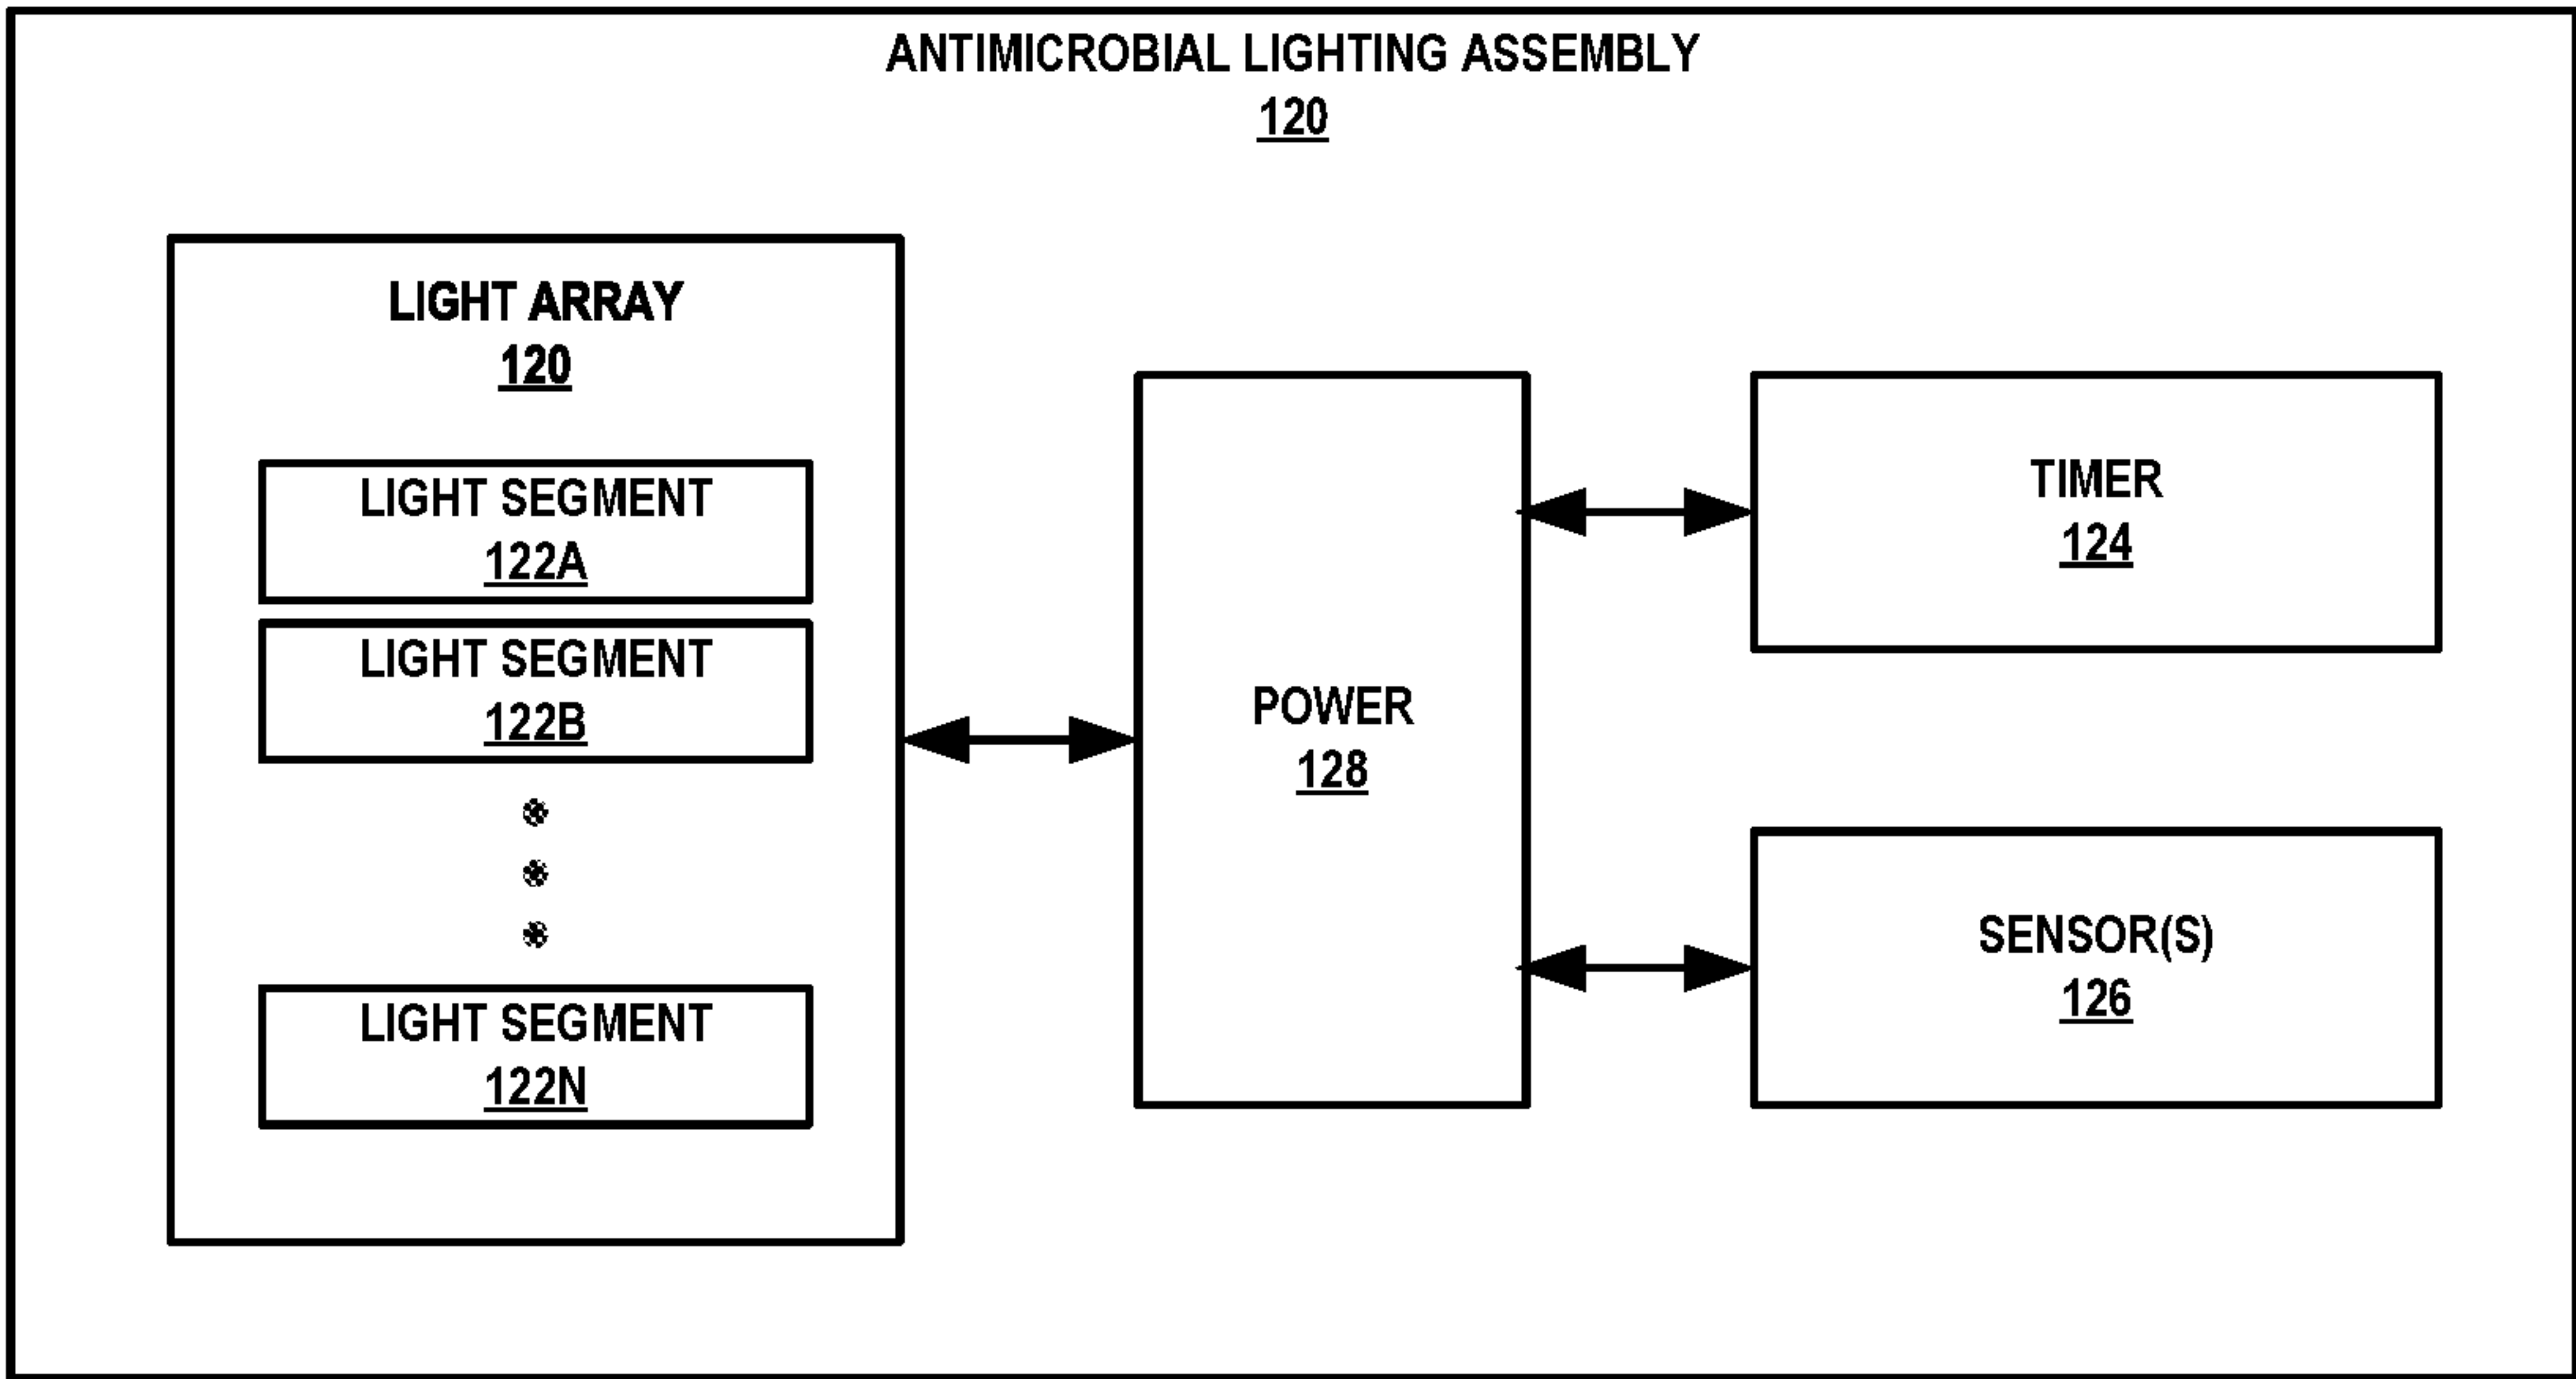 ANTIMICROBIAL LIGHTING ASSEMBLY
120
LIGHT ARRAY
120
LIGHT SEGMENT
122A
LIGHT SEGMENT
122B
LIGHT SEGMENT
122N
POWER
128
TIMER
124
SENSOR(S)
126